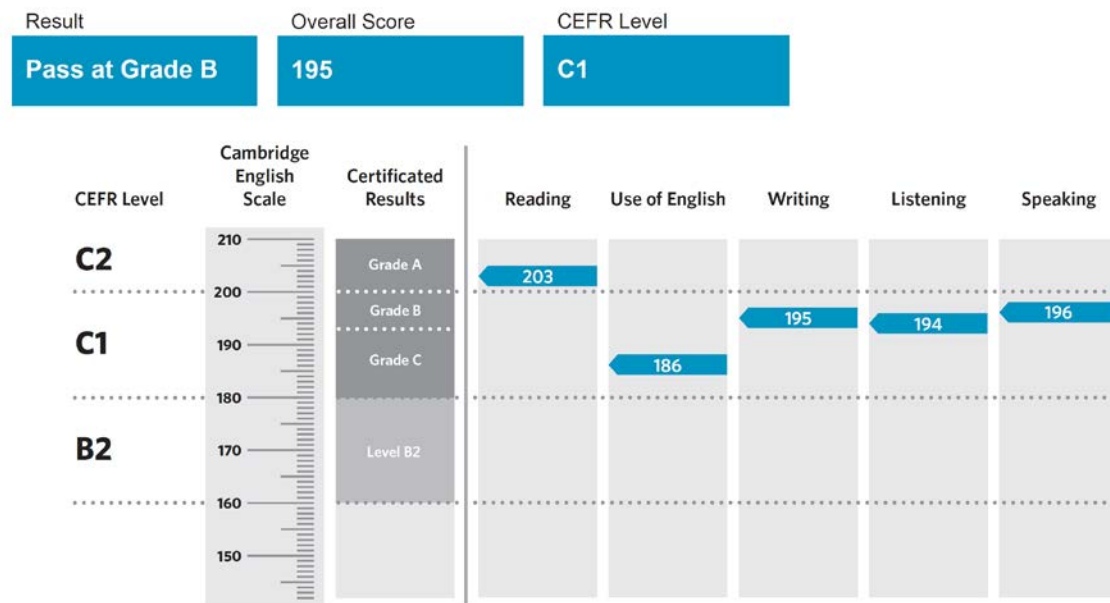 Result Overall Score CEFR Level
Pass at Grade B 195 C1
Cambridge
English
Scale
Certificated
Results
CEFR Level Reading Use of English Writing Listening Speaking
210
C2
Grade A
203
200
Grade B
195 194 196
C1
190
Grade C
186
180
B2
170
Level B2
160
150